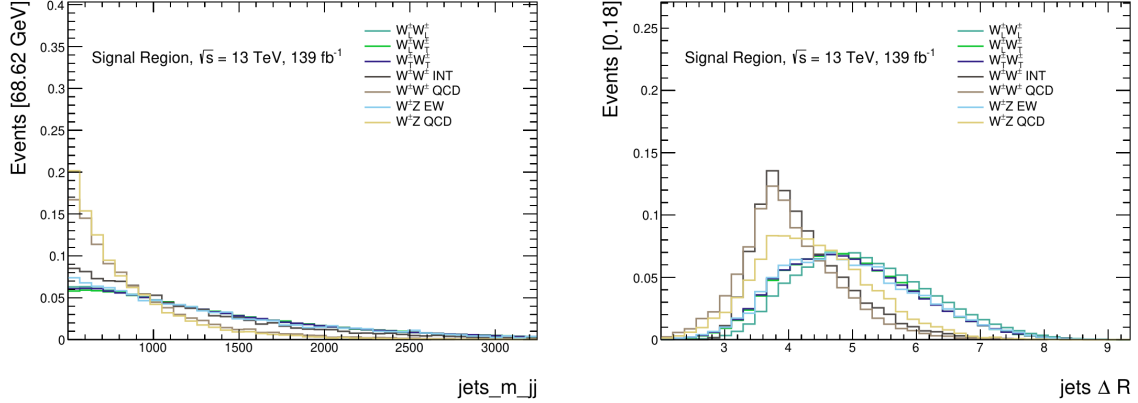 Events [68.62 GeV]
0.4
0.35
0.3
0.25
0.2
0.15
0.1
0.05
0
Signal Region, √s = 13 TeV, 139 fb⁻¹
W±LW±L
W±LW±T
W±TW±T
W±W± INT
W±W± QCD
W±Z EW
W±Z QCD
1000 1500 2000 2500 3000
jets_m_jj
Events [0.18]
0.25
0.2
0.15
0.1
0.05
0
Signal Region, √s = 13 TeV, 139 fb⁻¹
W±LW±L
W±LW±T
W±TW±T
W±W± INT
W±W± QCD
W±Z EW
W±Z QCD
3 4 5 6 7 8 9
jets Δ R